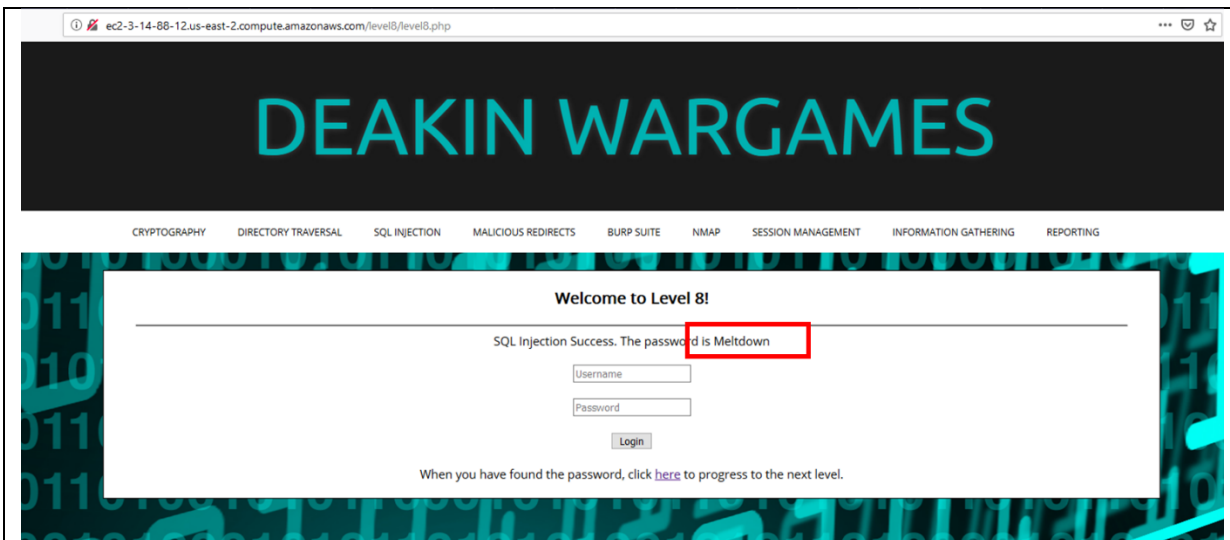 ec2-3-14-88-12.us-east-2.compute.amazonaws.com/level8/level8.php
DEAKIN WARGAMES
CRYPTOGRAPHY DIRECTORY TRAVERSAL SQL INJECTION MALICIOUS REDIRECTS BURP SUITE NMAP SESSION MANAGEMENT INFORMATION GATHERING REPORTING
Welcome to Level 8!
SQL Injection Success. The password is Meltdown
Username
Password
Login
When you have found the password, click here to progress to the next level.